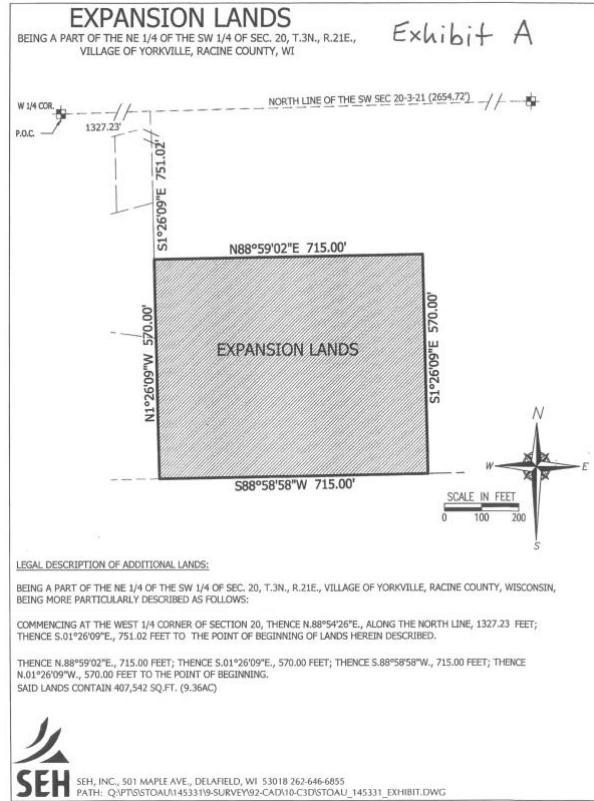 EXPANSION LANDS
BEING A PART OF THE NE 1/4 OF THE SW 1/4 OF SEC. 20, T.3N., R.21E.,
VILLAGE OF YORKVILLE, RACINE COUNTY, WI
Exhibit A
W 1/4 COR.
P.O.C.
1327.23'
NORTH LINE OF THE SW SEC 20-3-21 (2654.72')
S1°26'09"E 751.02'
N88°59'02"E 715.00'
N1°26'09"W 570.00'
EXPANSION LANDS
S1°26'09"E 570.00'
S88°58'58"W 715.00'
N
W
E
S
SCALE IN FEET
0 100 200
LEGAL DESCRIPTION OF ADDITIONAL LANDS:
BEING A PART OF THE NE 1/4 OF THE SW 1/4 OF SEC. 20, T.3N., R.21E., VILLAGE OF YORKVILLE, RACINE COUNTY, WISCONSIN,
BEING MORE PARTICULARLY DESCRIBED AS FOLLOWS:
COMMENCING AT THE WEST 1/4 CORNER OF SECTION 20, THENCE N.88°54'26"E., ALONG THE NORTH LINE, 1327.23 FEET;
THENCE S.01°26'09"E., 751.02 FEET TO THE POINT OF BEGINNING OF LANDS HEREIN DESCRIBED.
THENCE N.88°59'02"E., 715.00 FEET; THENCE S.01°26'09"E., 570.00 FEET; THENCE S.88°58'58"W., 715.00 FEET; THENCE
N.01°26'09"W., 570.00 FEET TO THE POINT OF BEGINNING.
SAID LANDS CONTAIN 407,542 SQ.FT. (9.36AC)
SEH
SEH, INC., 501 MAPLE AVE., DELAFIELD, WI 53018 262-646-6855
PATH: Q:\PT\S\STOAU\145331\9-SURVEY\92-CAD\10-C3D\STOAU_145331_EXHIBIT.DWG